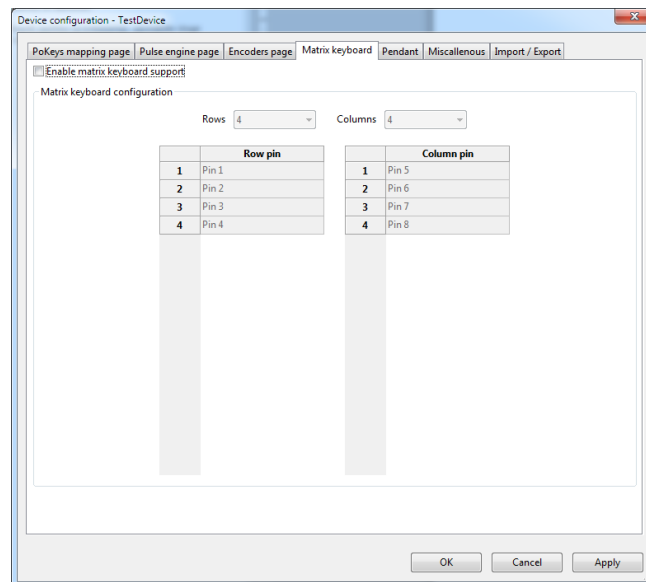 Device configuration - TestDevice
PoKeys mapping page Pulse engine page Encoders page Matrix keyboard Pendant Miscallenous Import / Export
Enable matrix keyboard support
Matrix keyboard configuration
Rows 4 Columns 4
Row pin Column pin
1 Pin 1 1 Pin 5
2 Pin 2 2 Pin 6
3 Pin 3 3 Pin 7
4 Pin 4 4 Pin 8
OK Cancel Apply